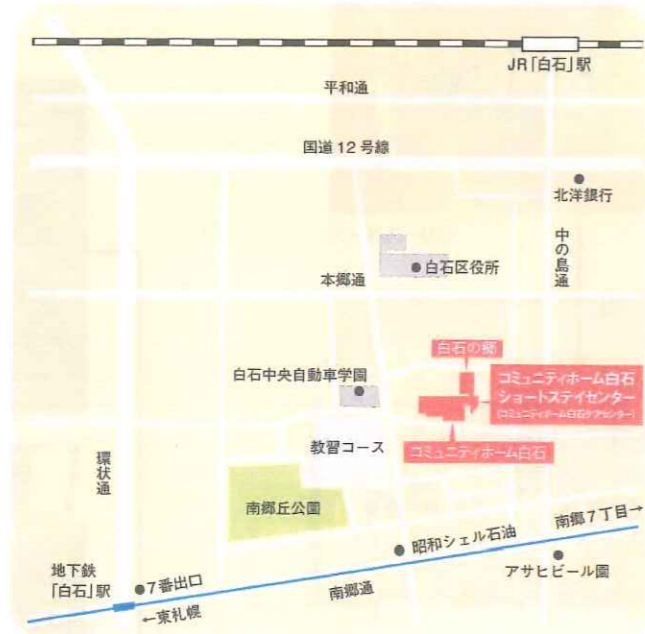 JR「白石」駅
平和通
国道12号線
北洋銀行
中の島通
白石区役所
本郷通
白石の郷
コミュニティホーム白石
ショートステイセンター
(コミュニティホーム白石ケアセンター)
白石中央自動車学園
コミュニティホーム白石
教習コース
環状通
南郷丘公園
南郷7丁目→
昭和シェル石油
アサヒビール園
地下鉄
「白石」駅
7番出口
南郷通
←東札幌